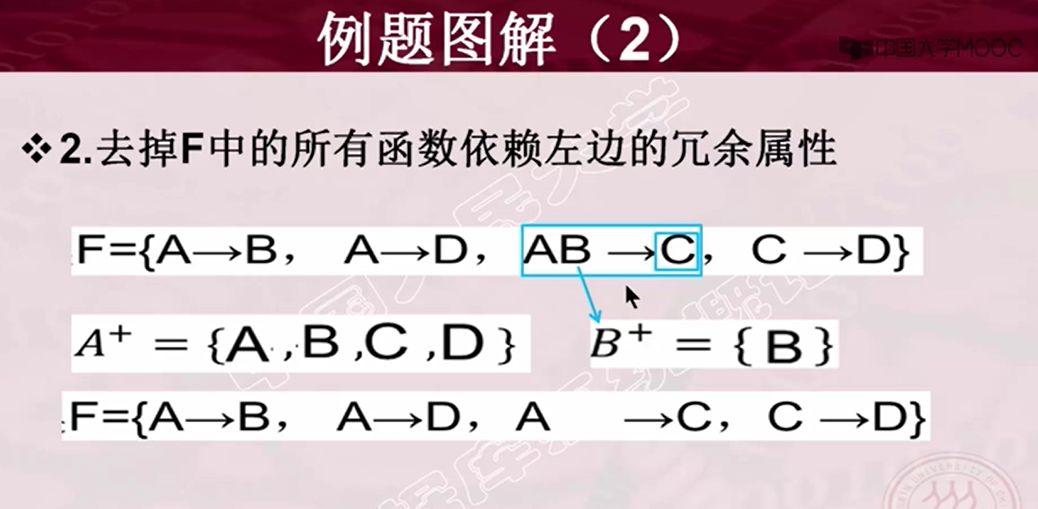 例题图解（2）
中国大学MOOC
❖2.去掉F中的所有函数依赖左边的冗余属性
F={A→B， A→D，AB →C，C →D}
A⁺ = {A ,B ,C ,D } B⁺ = { B }
F={A→B， A→D，A →C，C →D}